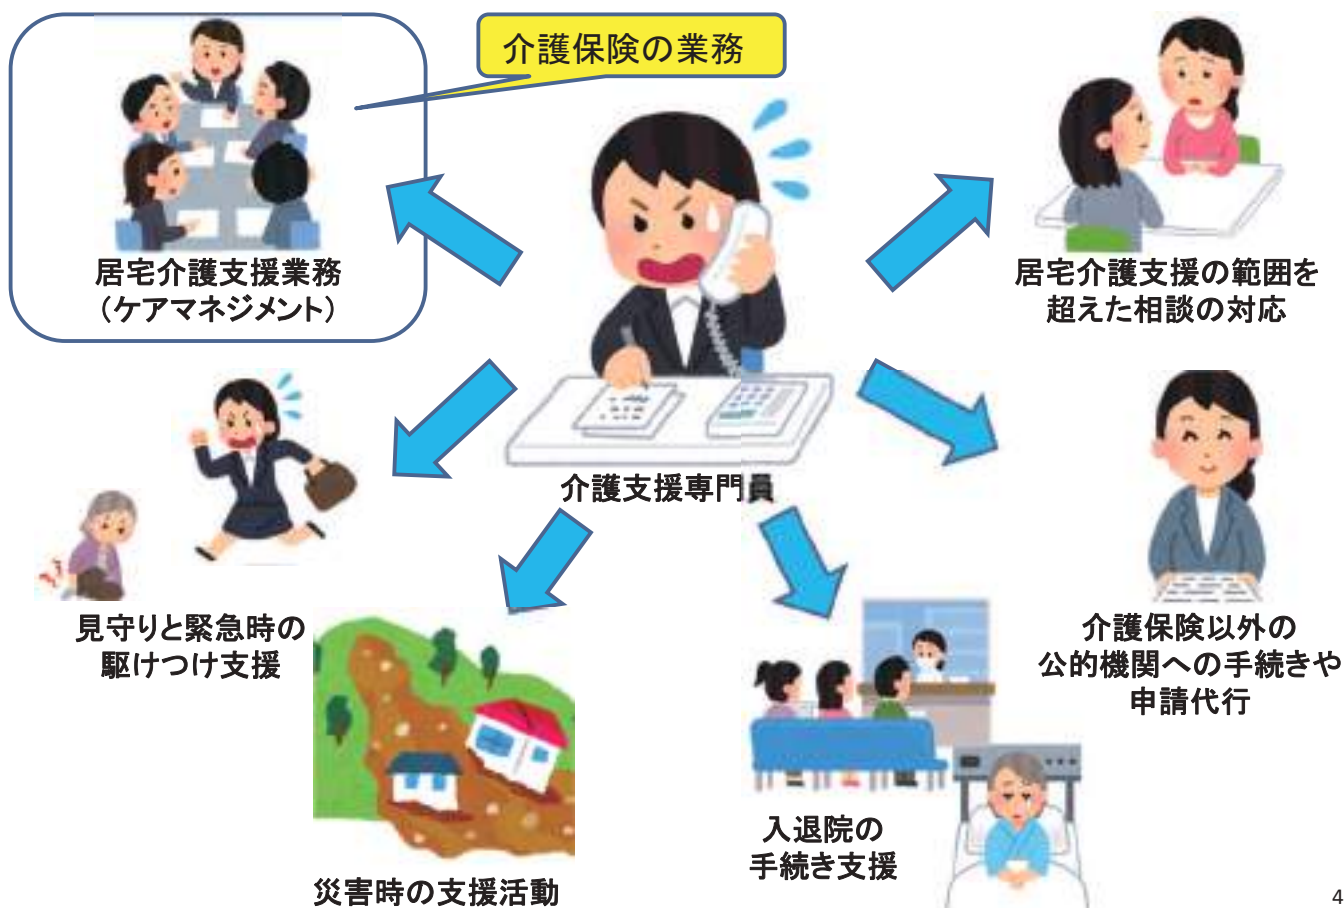 介護保険の業務
居宅介護支援業務
（ケアマネジメント）
居宅介護支援の範囲を
超えた相談の対応
介護支援専門員
見守りと緊急時の
駆けつけ支援
介護保険以外の
公的機関への手続きや
申請代行
入退院の
手続き支援
災害時の支援活動
4